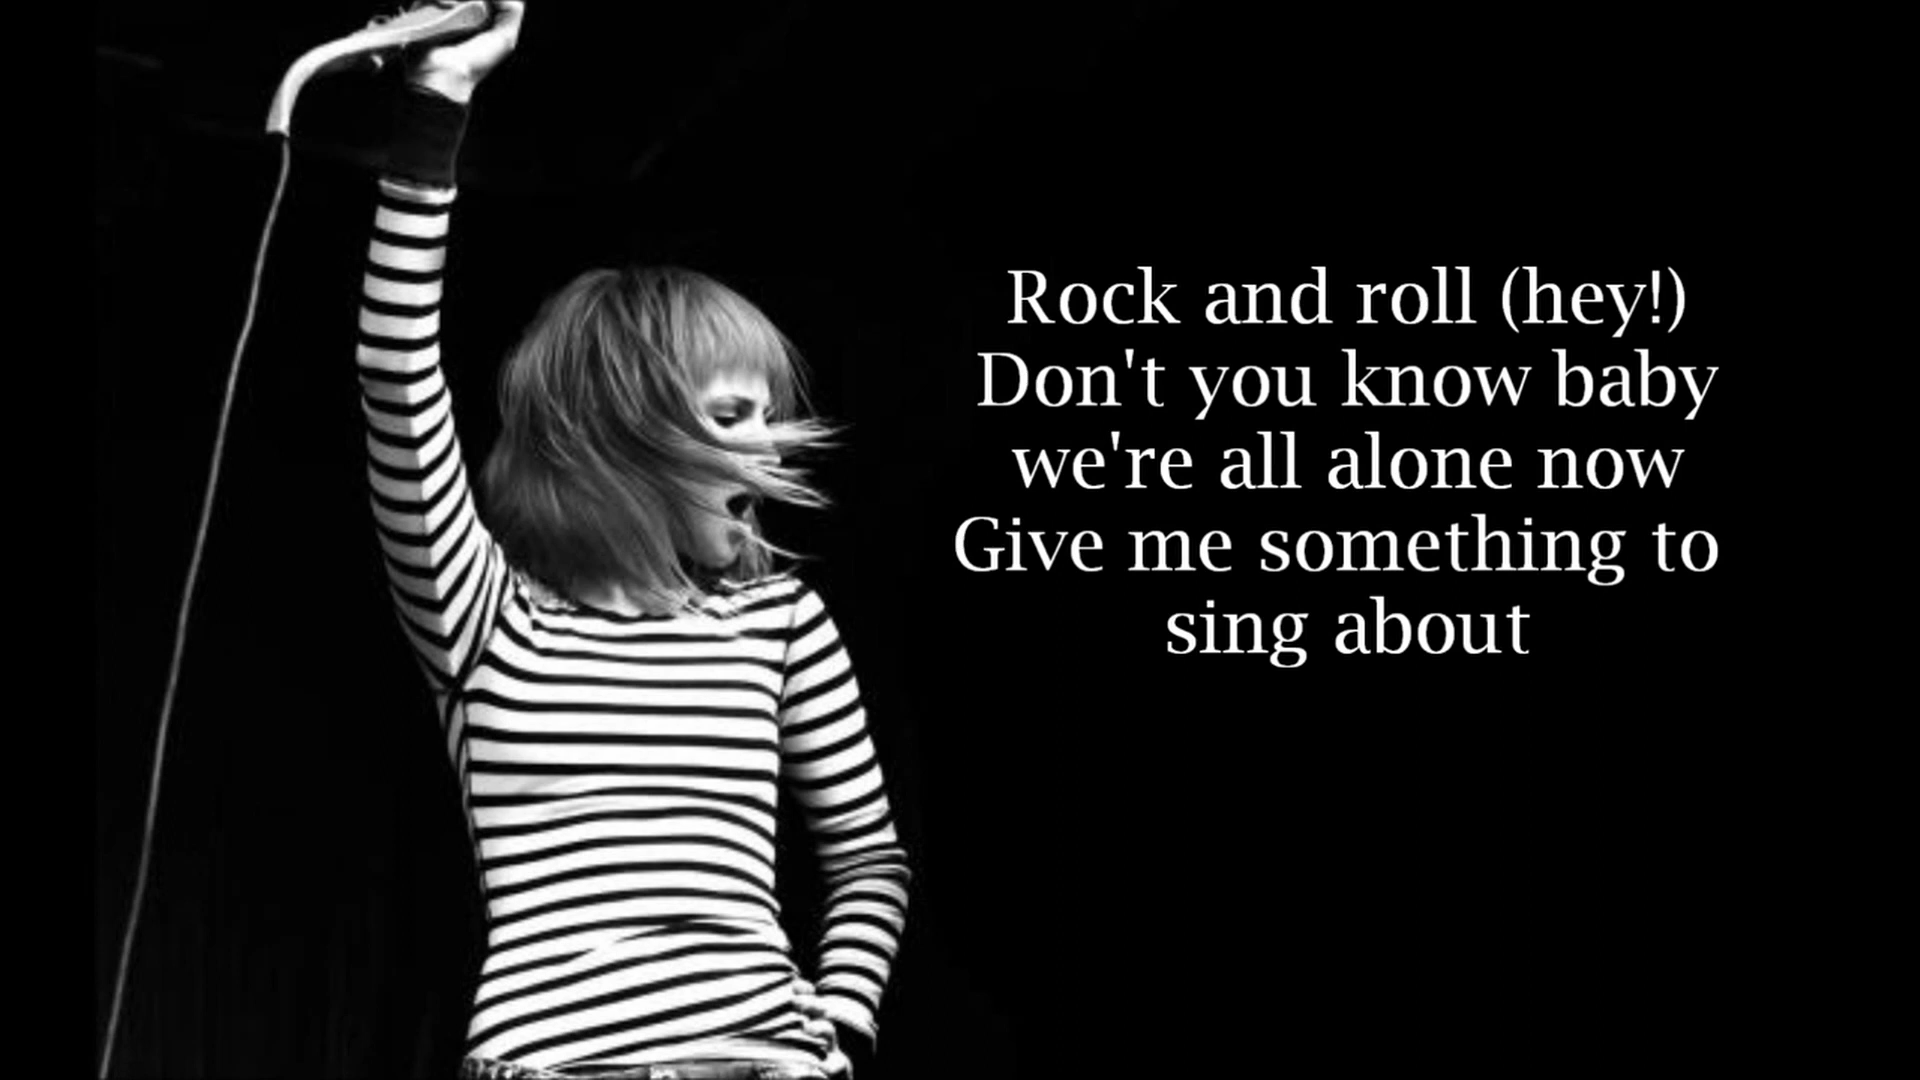 Rock and roll (hey!)
Don't you know baby
we're all alone now
Give me something to
sing about